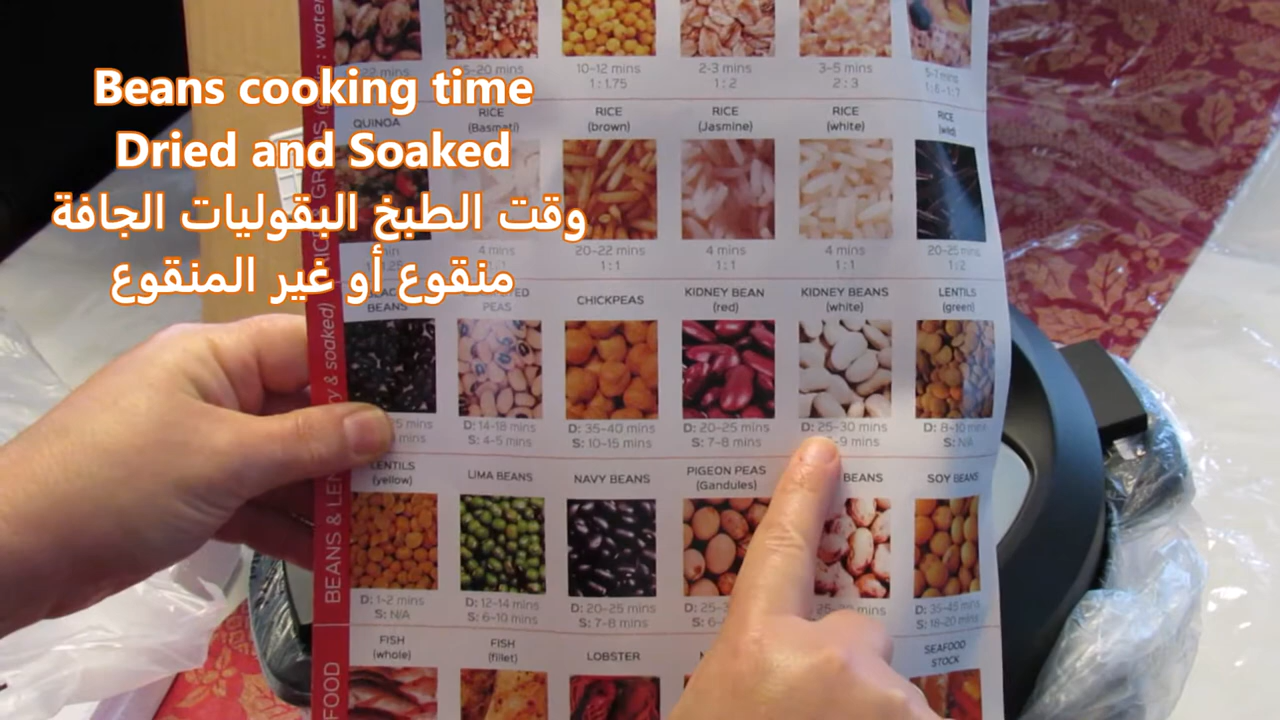 Beans cooking time
Dried and Soaked
وقت الطبخ البقوليات الجافة
منقوع أو غير المنقوع
10-12 mins 2-3 mins 3-5 mins
1 : 1.75 1 : 2 2 : 3
QUINOA RICE (Basmati) RICE (brown) RICE (Jasmine) RICE (white) RICE (wild)
4 mins 20-22 mins 4 mins 4 mins 20-25 mins
1:1 1:1 1:1 1:2
BEANS PEAS CHICKPEAS KIDNEY BEAN (red) KIDNEY BEANS (white) LENTILS (green)
D: 14-18 mins D: 35-40 mins D: 20-25 mins D: 25-30 mins D: 8-10 mins
S: 4-5 mins S: 10-15 mins S: 7-8 mins -9 mins S: N/A
LENTILS (yellow) LIMA BEANS NAVY BEANS PIGEON PEAS (Gandules) BEANS SOY BEANS
D: 1-2 mins D: 12-14 mins D: 20-25 mins D: 35-45 mins
S: N/A S: 6-10 mins S: 7-8 mins S: 18-20 mins
FISH (whole) FISH (fillet) LOBSTER SEAFOOD STOCK
BEANS &
soaked)